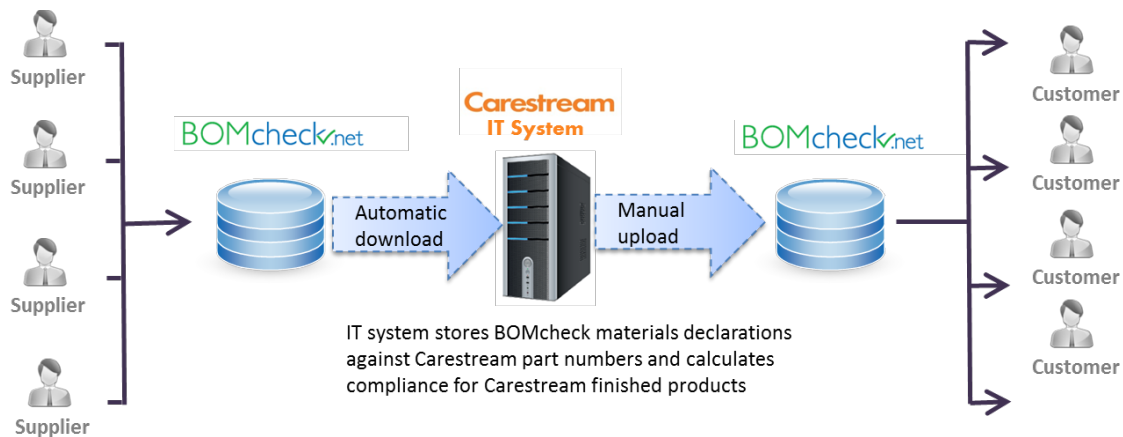 Supplier
Supplier
Supplier
Supplier
BOMcheck.net
Automatic
download
Carestream
IT System
Manual
upload
BOMcheck.net
IT system stores BOMcheck materials declarations
against Carestream part numbers and calculates
compliance for Carestream finished products
Customer
Customer
Customer
Customer